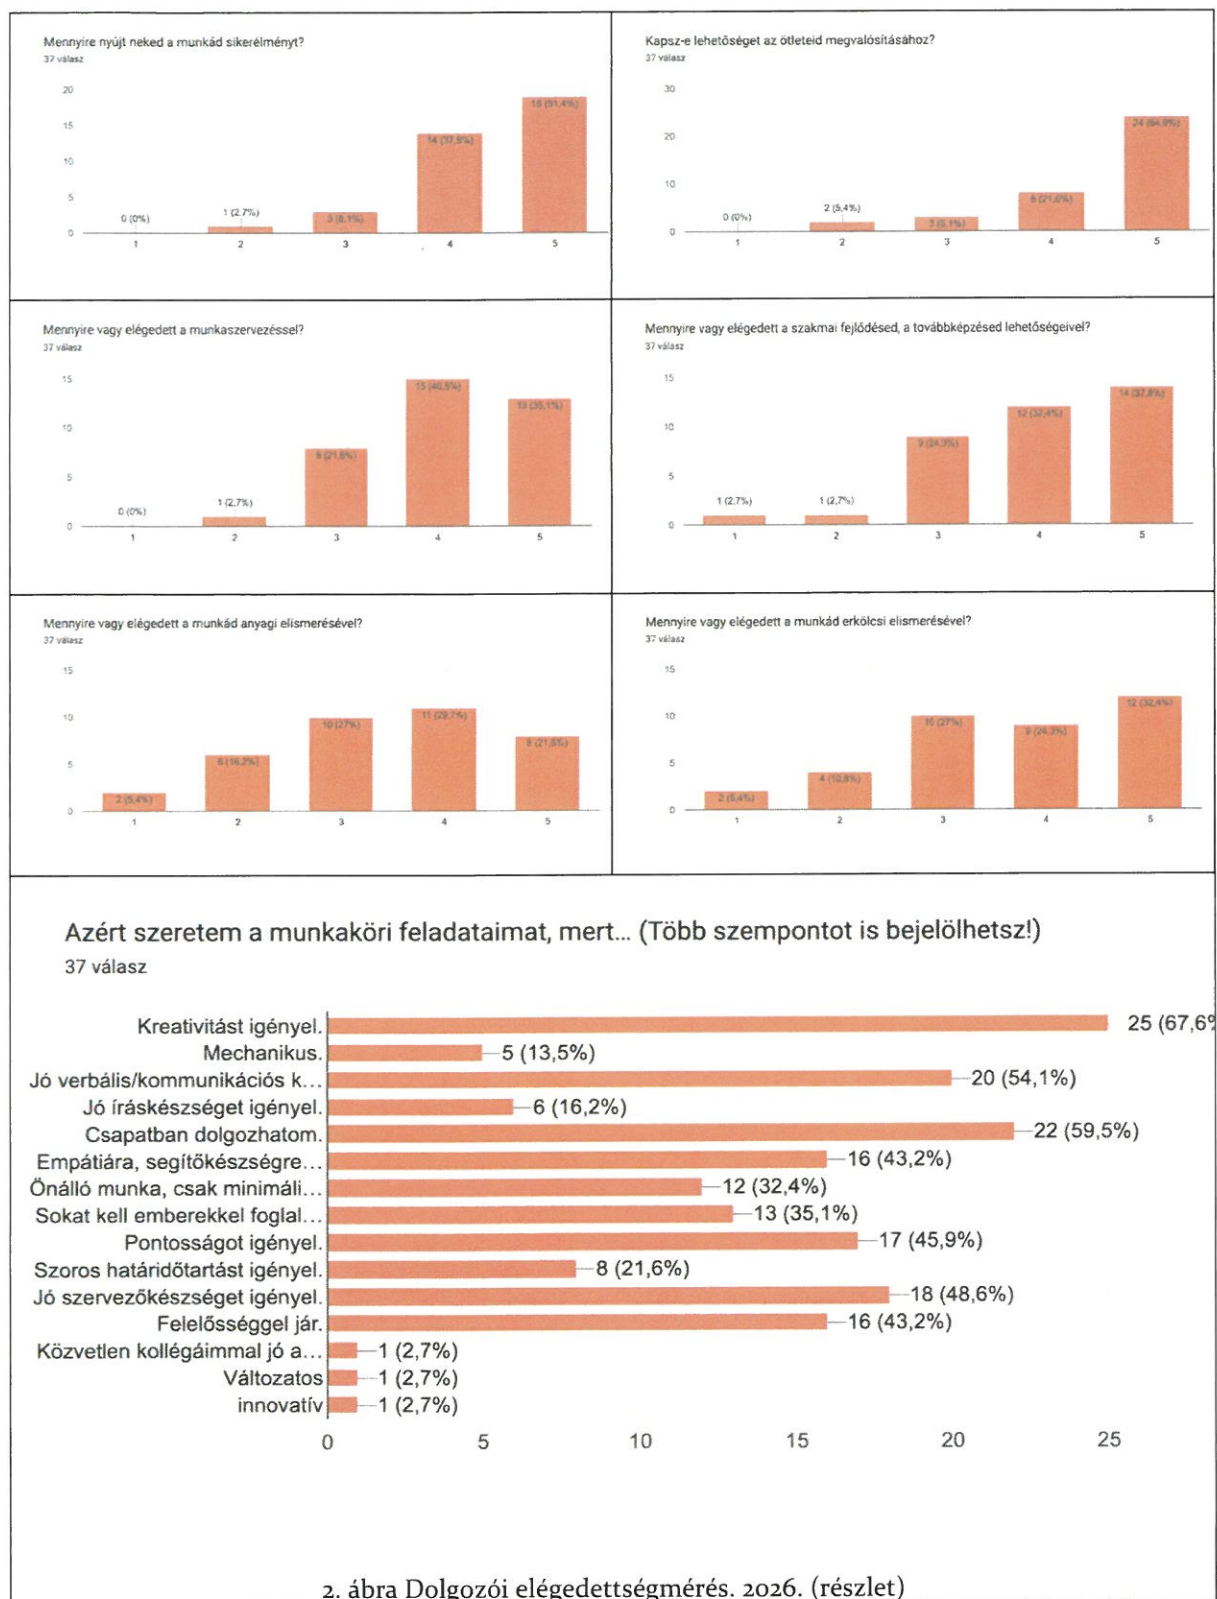 Mennyire nyújt neked a munkád sikerélményt?
37 válasz
20
15
10
5
0
0 (0%)
1 (2.7%)
3 (8,1%)
14 (37,8%)
19 (51,4%)
1
2
3
4
5
Kapsz-e lehetőséget az ötleteid megvalósításához?
37 válasz
30
20
10
0
0 (0%)
2 (5,4%)
3 (8,1%)
8 (21,6%)
24 (64,9%)
1
2
3
4
5
Mennyire vagy elégedett a munkaszervezéssel?
37 válasz
15
10
5
0
0 (0%)
1 (2,7%)
8 (21,6%)
15 (40,5%)
13 (35,1%)
1
2
3
4
5
Mennyire vagy elégedett a szakmai fejlődésed, a továbbképzésed lehetőségeivel?
37 válasz
15
10
5
0
1 (2,7%)
1 (2,7%)
9 (24,3%)
12 (32,4%)
14 (37,8%)
1
2
3
4
5
Mennyire vagy elégedett a munkád anyagi elismerésével?
37 válasz
15
10
5
0
2 (5,4%)
6 (16,2%)
10 (27%)
11 (29,7%)
8 (21,6%)
1
2
3
4
5
Mennyire vagy elégedett a munkád erkölcsi elismerésével?
37 válasz
15
10
5
0
2 (5,4%)
4 (10,8%)
10 (27%)
9 (24,3%)
12 (32,4%)
1
2
3
4
5
Azért szeretem a munkaköri feladataimat, mert... (Több szempontot is bejelölhetsz!)
37 válasz
Kreativitást igényel. 25 (67,6%
Mechanikus. 5 (13,5%)
Jó verbális/kommunikációs k... 20 (54,1%)
Jó íráskészséget igényel. 6 (16,2%)
Csapatban dolgozhatom. 22 (59,5%)
Empátiára, segítőkészségre... 16 (43,2%)
Önálló munka, csak minimáli... 12 (32,4%)
Sokat kell emberekkel foglal... 13 (35,1%)
Pontosságot igényel. 17 (45,9%)
Szoros határidőtartást igényel. 8 (21,6%)
Jó szervezőkészséget igényel. 18 (48,6%)
Felelősséggel jár. 16 (43,2%)
Közvetlen kollégáimmal jó a... 1 (2,7%)
Változatos 1 (2,7%)
innovatív 1 (2,7%)
0 5 10 15 20 25
2. ábra Dolgozói elégedettségmérés. 2026. (részlet)